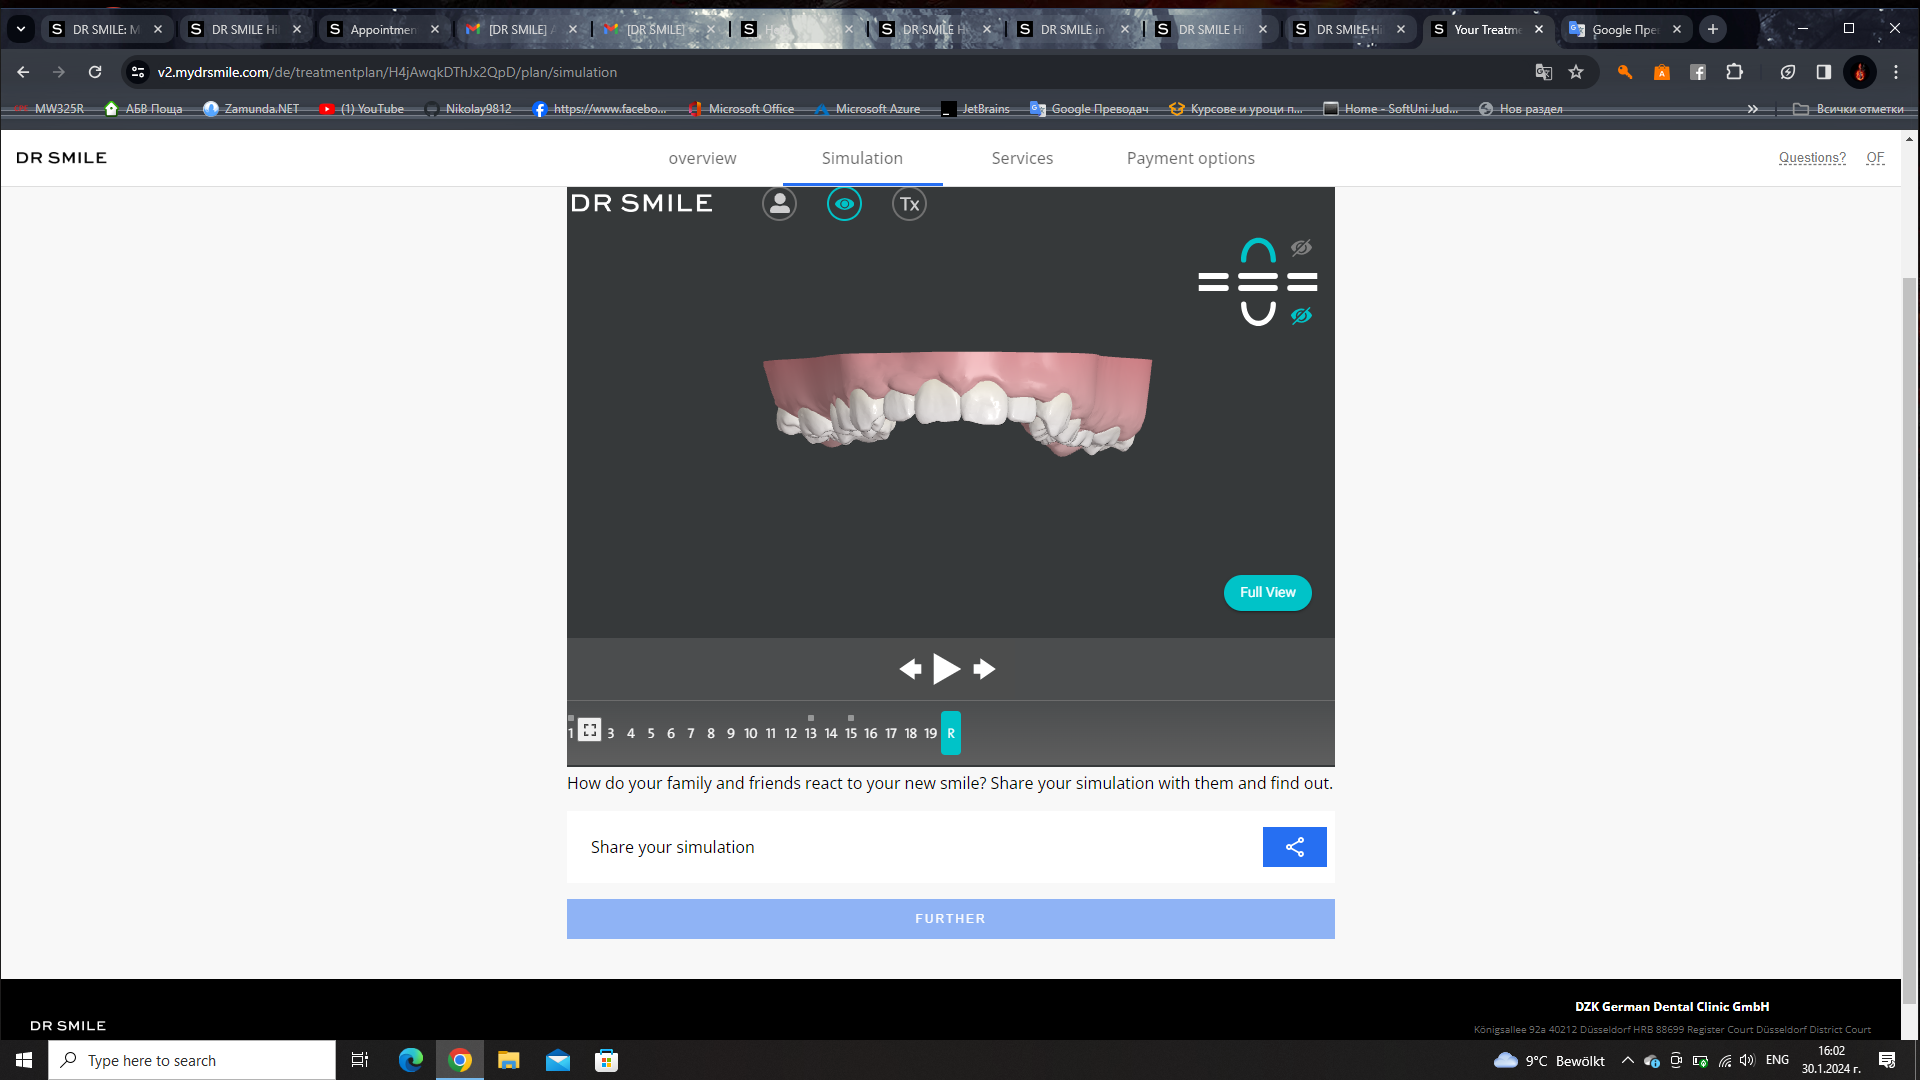 DR SMILE: M
DR SMILE Hi
Appointmen
[DR SMILE] A
[DR SMILE]
DR SMILE H
DR SMILE in
DR SMILE Hi
DR SMILE Hi
Your Treatme
Google Пре
v2.mydrsmile.com/de/treatmentplan/H4jAwqkDThJx2QpD/plan/simulation
MW325R
АБВ Поща
Zamunda.NET
(1) YouTube
Nikolay9812
https://www.facebo...
Microsoft Office
Microsoft Azure
JetBrains
Google Преводач
Курсове и уроци п...
Home - SoftUni Jud...
Нов раздел
»
Всички отметки
DR SMILE
overview
Simulation
Services
Payment options
Questions?
OF
DR SMILE
Tx
Full View
1 3 4 5 6 7 8 9 10 11 12 13 14 15 16 17 18 19 R
How do your family and friends react to your new smile? Share your simulation with them and find out.
Share your simulation
FURTHER
DZK German Dental Clinic GmbH
DR SMILE
Königsallee 92a 40212 Düsseldorf HRB 88699 Register Court Düsseldorf District Court
Type here to search
9°C Bewölkt
ENG
16:02
30.1.2024 г.